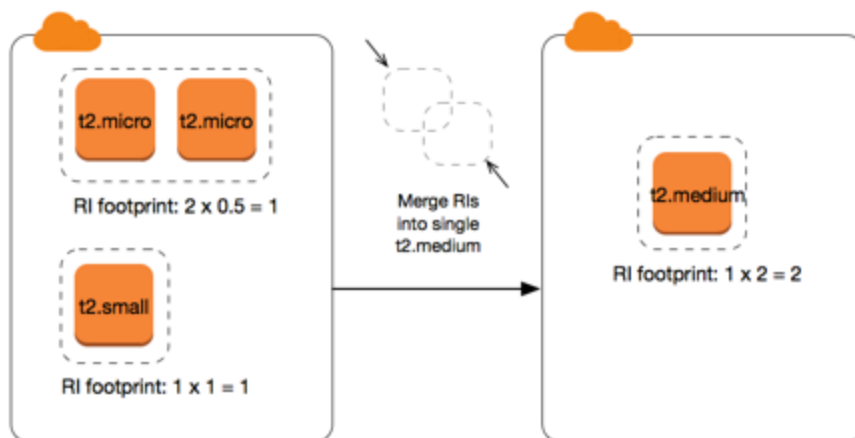 t2.micro t2.micro
RI footprint: 2 x 0.5 = 1
t2.small
RI footprint: 1 x 1 = 1
Merge RIs
into single
t2.medium
t2.medium
RI footprint: 1 x 2 = 2